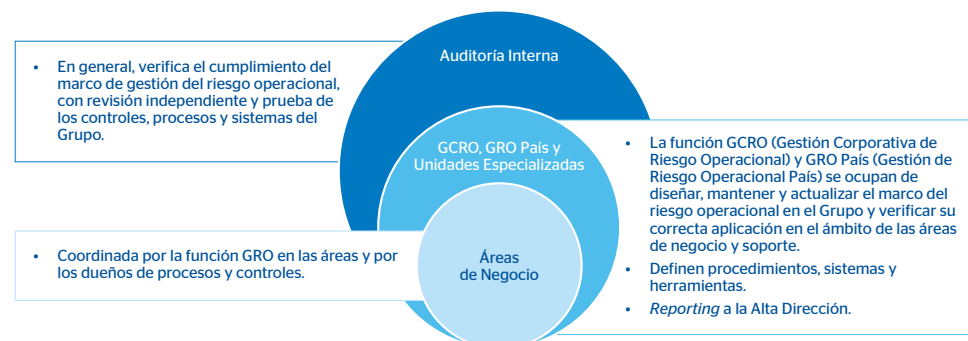 Auditoría Interna
• En general, verifica el cumplimiento del
marco de gestión del riesgo operacional,
con revisión independiente y prueba de
los controles, procesos y sistemas del
Grupo.
GCRO, GRO País y
Unidades Especializadas
• La función GCRO (Gestión Corporativa de
Riesgo Operacional) y GRO País (Gestión de
Riesgo Operacional País) se ocupan de
diseñar, mantener y actualizar el marco del
riesgo operacional en el Grupo y verificar su
correcta aplicación en el ámbito de las áreas
de negocio y soporte.
• Definen procedimientos, sistemas y
herramientas.
• Reporting a la Alta Dirección.
• Coordinada por la función GRO en las áreas y por
los dueños de procesos y controles.
Áreas
de Negocio